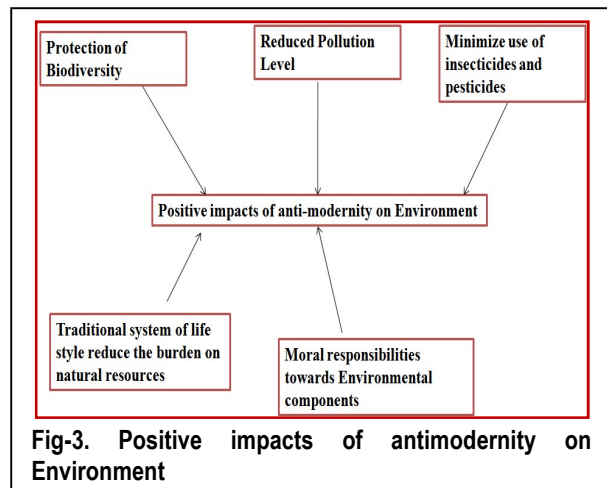 Protection of
Biodiversity
Reduced Pollution
Level
Minimize use of
insecticides and
pesticides
Positive impacts of anti-modernity on Environment
Traditional system of life
style reduce the burden on
natural resources
Moral responsibilities
towards Environmental
components
Fig-3. Positive impacts of antimodernity on
Environment